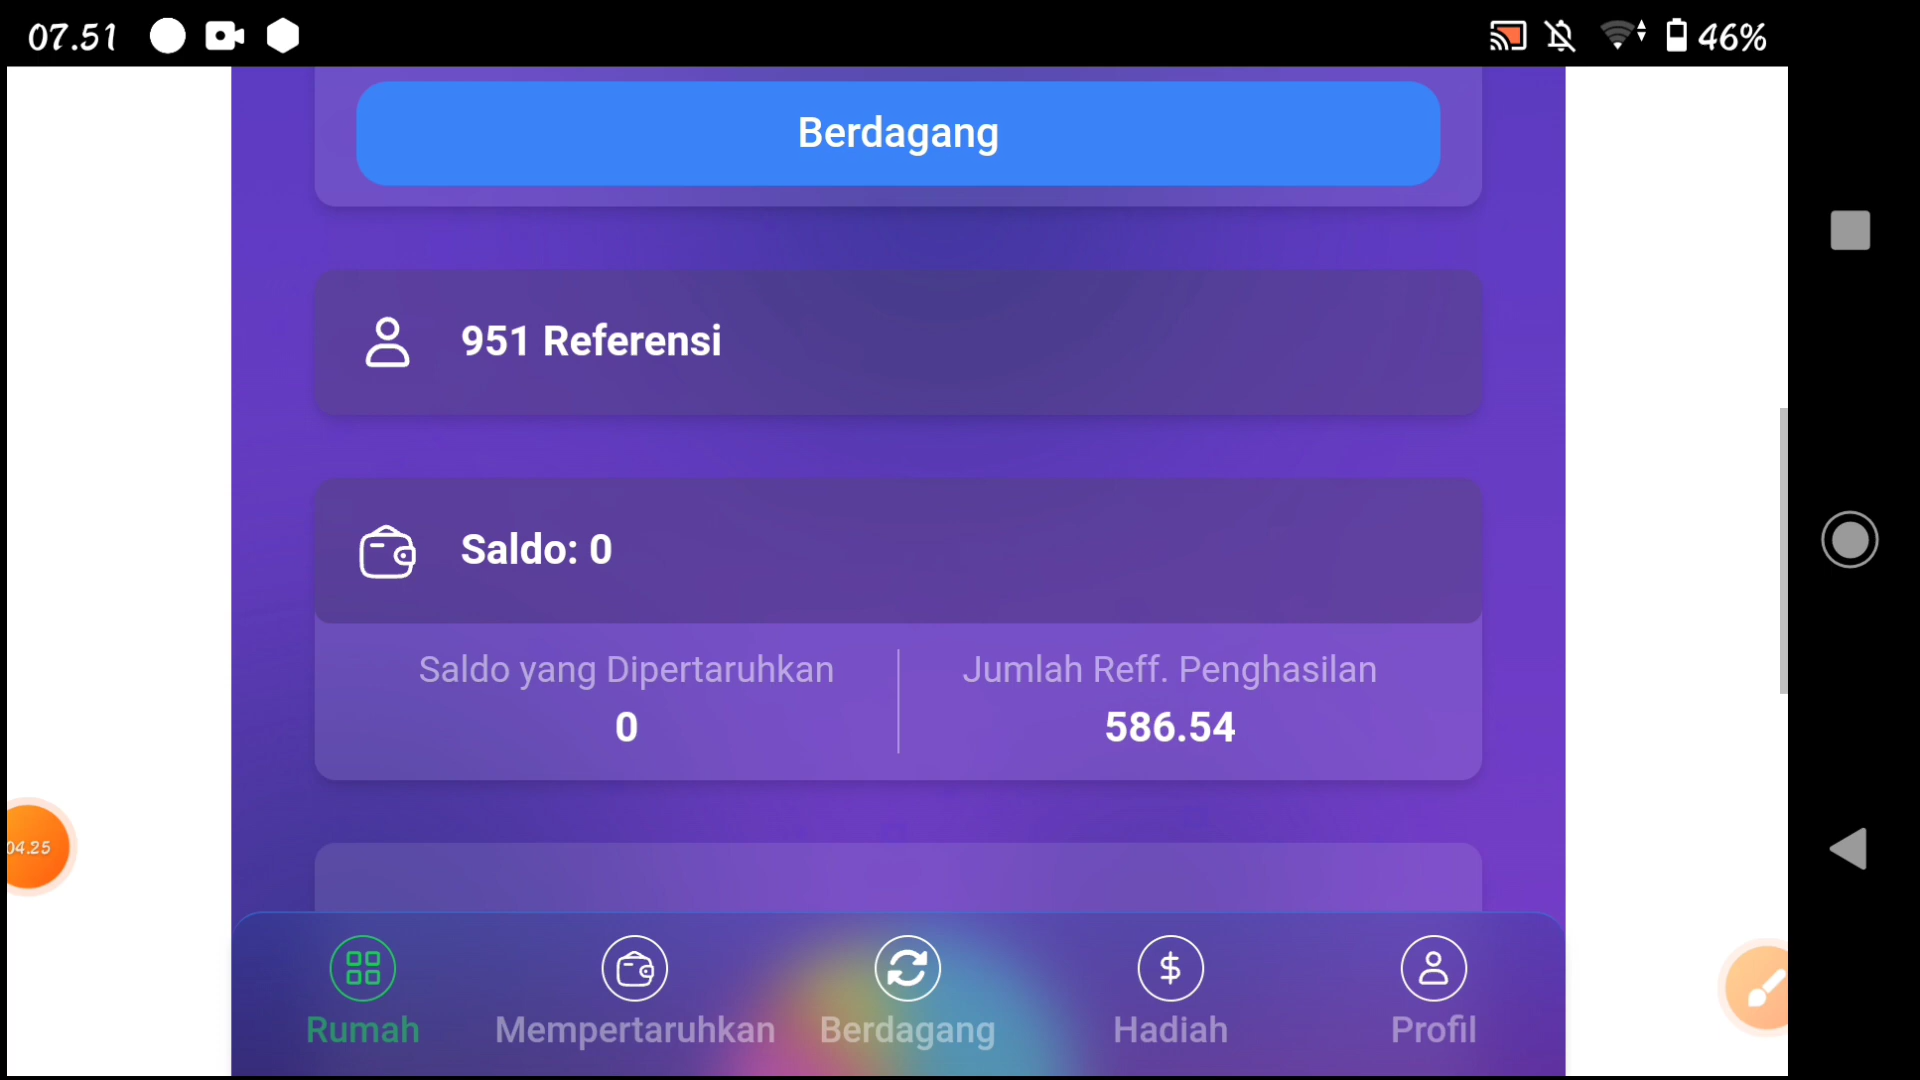 07.51
46%
Berdagang
951 Referensi
Saldo: 0
Saldo yang Dipertaruhkan
0
Jumlah Reff. Penghasilan
586.54
04.25
Rumah
Mempertaruhkan
Berdagang
Hadiah
Profil